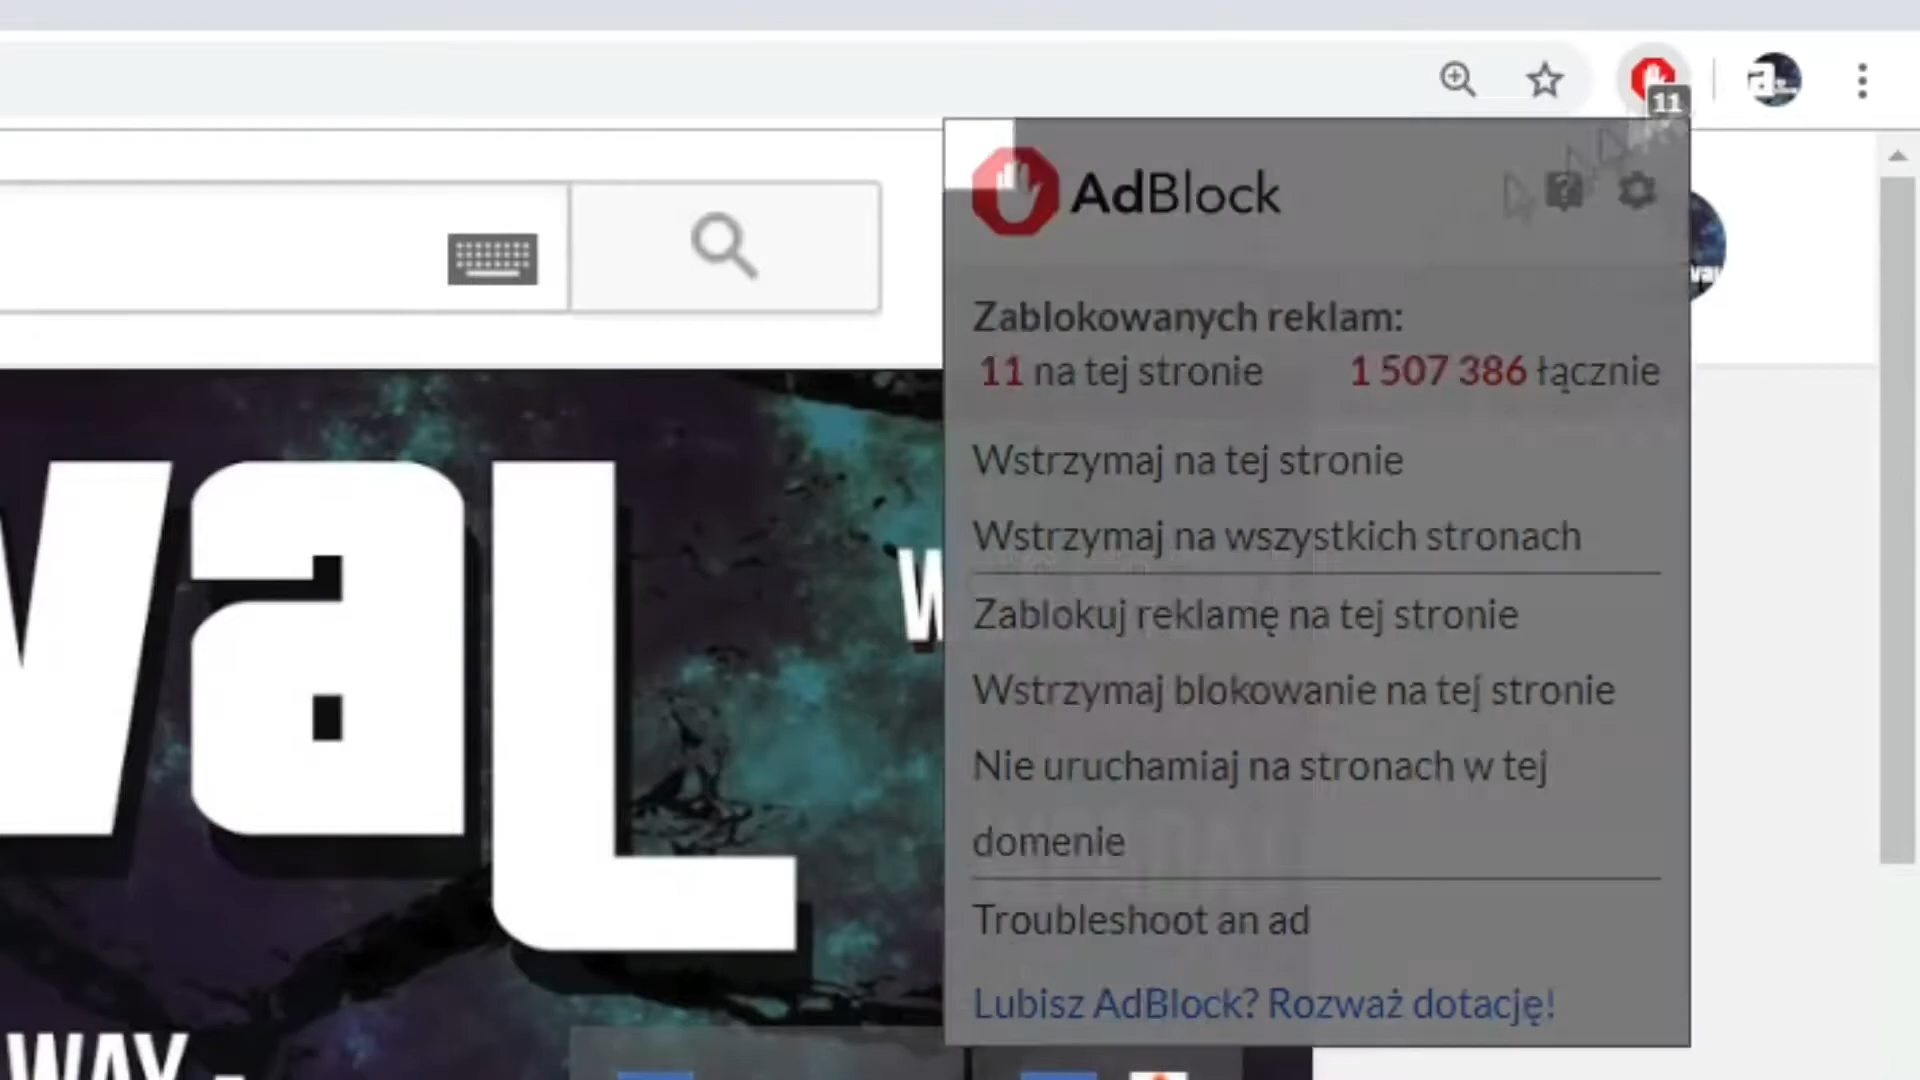 11
a
AdBlock
Zablokowanych reklam:
11 na tej stronie 1 507 386 łącznie
Wstrzymaj na tej stronie
Wstrzymaj na wszystkich stronach
Zablokuj reklamę na tej stronie
Wstrzymaj blokowanie na tej stronie
Nie uruchamiaj na stronach w tej
domenie
Troubleshoot an ad
Lubisz AdBlock? Rozważ dotację!
val
W
WAY -